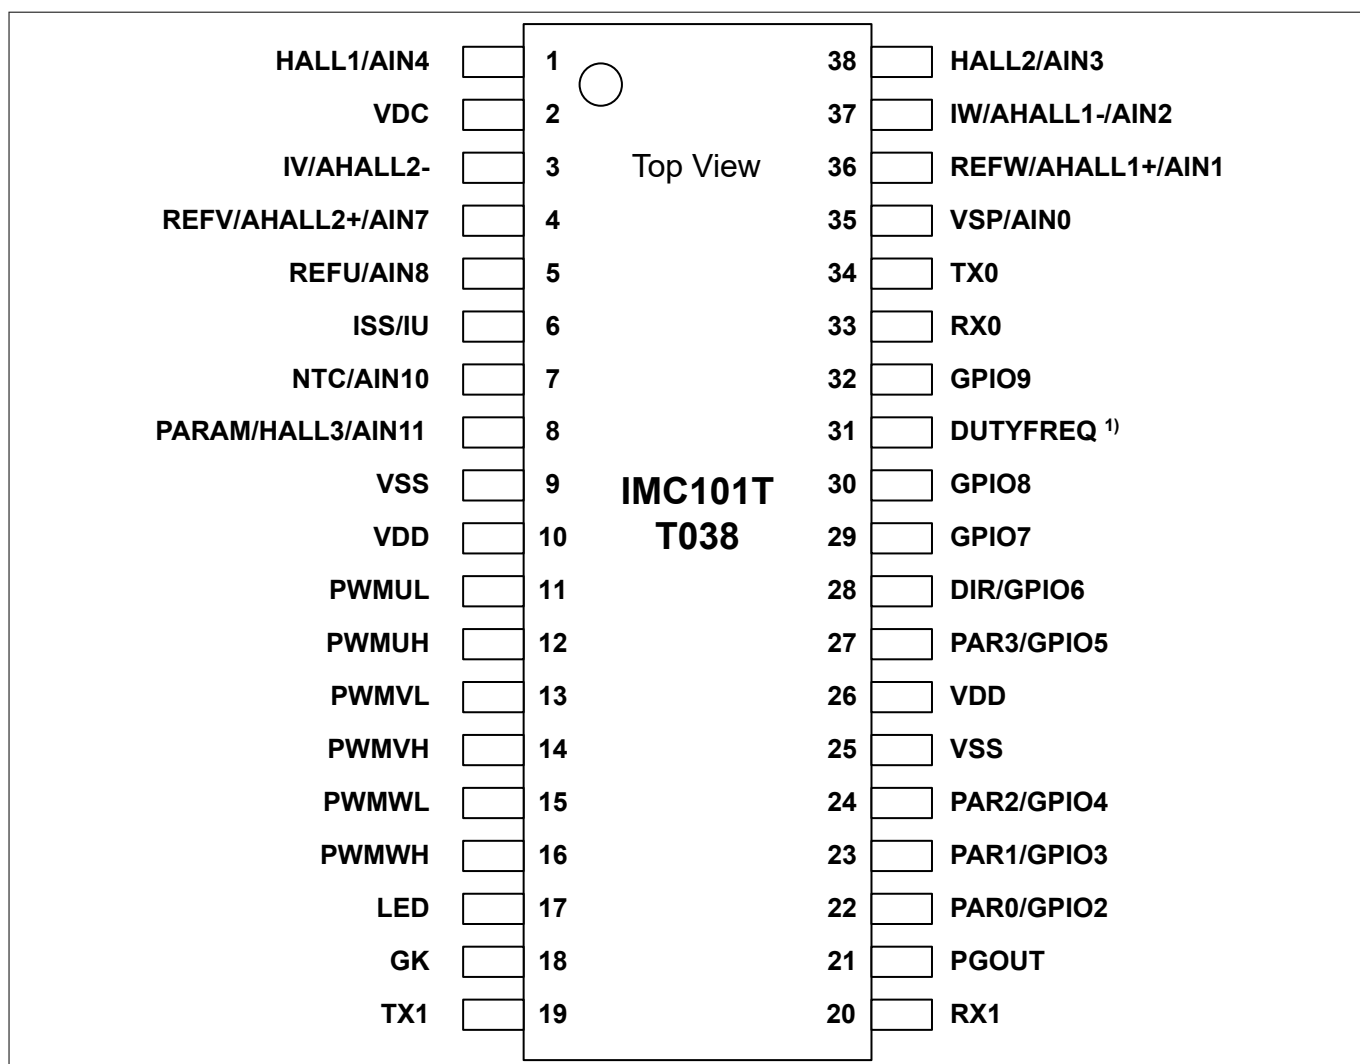 HALL1/AIN4 1 38 HALL2/AIN3
VDC 2 37 IW/AHALL1-/AIN2
IV/AHALL2- 3 Top View 36 REFW/AHALL1+/AIN1
REFV/AHALL2+/AIN7 4 35 VSP/AIN0
REFU/AIN8 5 34 TX0
ISS/IU 6 33 RX0
NTC/AIN10 7 32 GPIO9
PARAM/HALL3/AIN11 8 31 DUTYFREQ 1)
VSS 9 IMC101T 30 GPIO8
VDD 10 T038 29 GPIO7
PWMUL 11 28 DIR/GPIO6
PWMUH 12 27 PAR3/GPIO5
PWMVL 13 26 VDD
PWMVH 14 25 VSS
PWMWL 15 24 PAR2/GPIO4
PWMWH 16 23 PAR1/GPIO3
LED 17 22 PAR0/GPIO2
GK 18 21 PGOUT
TX1 19 20 RX1